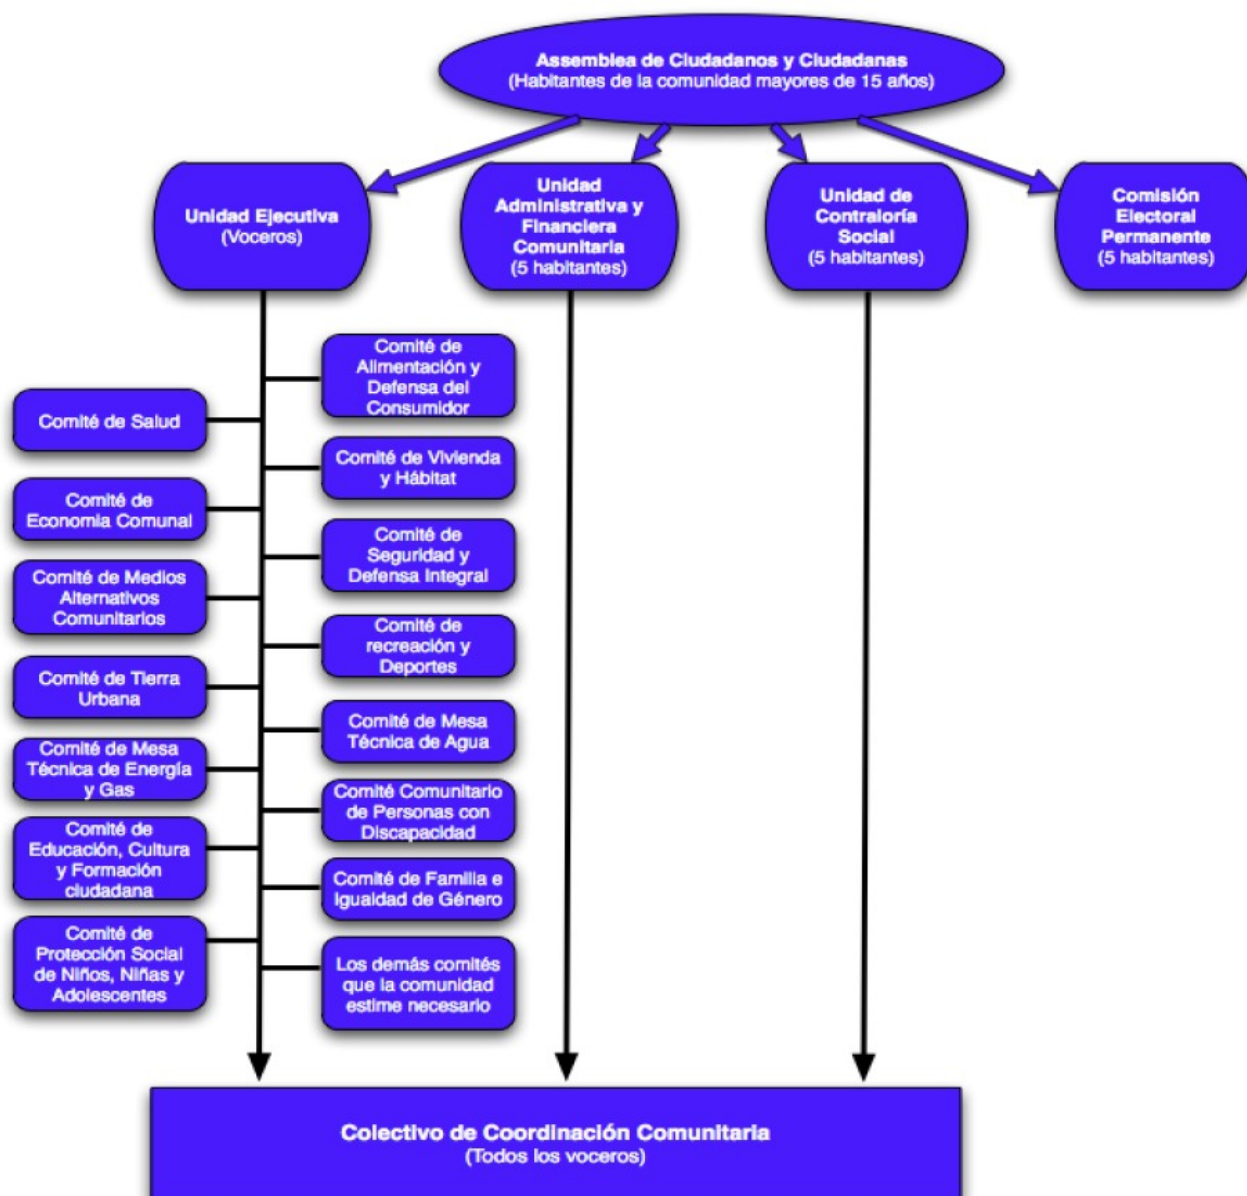 Assemblea de Ciudadanos y Ciudadanas
(Habitantes de la comunidad mayores de 15 años)
Unidad Ejecutiva
(Voceros)
Unidad
Administrativa y
Financiera
Comunitaria
(5 habitantes)
Unidad de
Contraloría
Social
(5 habitantes)
Comisión
Electoral
Permanente
(5 habitantes)
Comité de Salud
Comité de
Economia Comunal
Comité de Medios
Alternativos
Comunitarios
Comité de Tierra
Urbana
Comité de Mesa
Técnica de Energía
y Gas
Comité de
Educación, Cultura
y Formación
ciudadana
Comité de
Protección Social
de Niños, Niñas y
Adolescentes
Comité de
Alimentación y
Defensa del
Consumidor
Comité de Vivienda
y Hábitat
Comité de
Seguridad y
Defensa Integral
Comité de
recreación y
Deportes
Comité de Mesa
Técnica de Agua
Comité Comunitario
de Personas con
Discapacidad
Comité de Familia e
Igualdad de Género
Los demás comités
que la comunidad
estime necesario
Colectivo de Coordinación Comunitaria
(Todos los voceros)